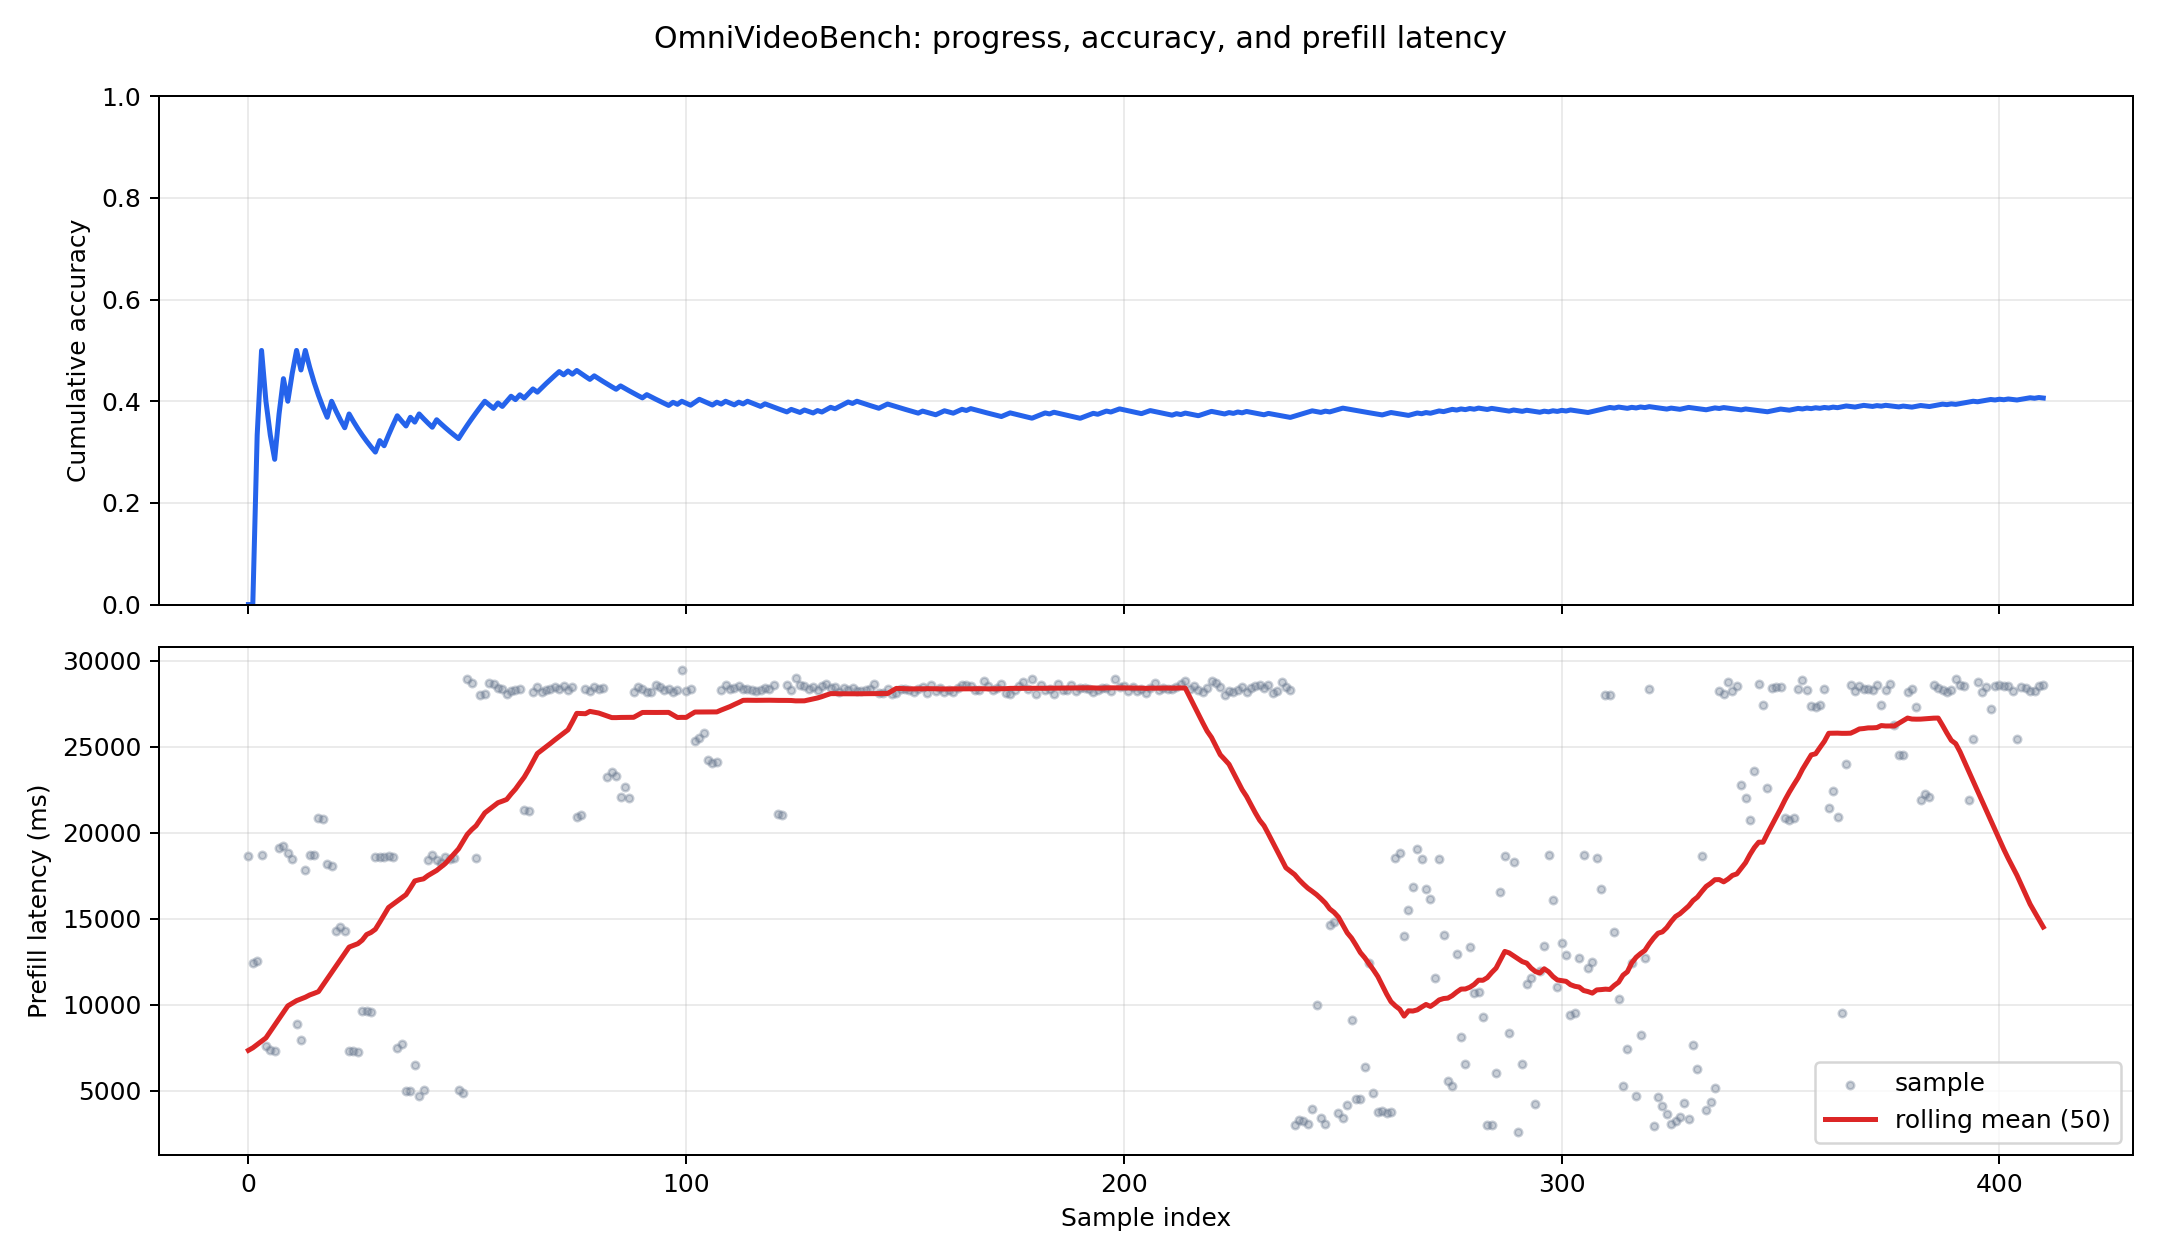 OmniVideoBench: progress, accuracy, and prefill latency
1.0
0.8
0.6
0.4
0.2
0.0
Cumulative accuracy
30000
25000
20000
15000
10000
5000
Prefill latency (ms)
sample
rolling mean (50)
0 100 200 300 400
Sample index